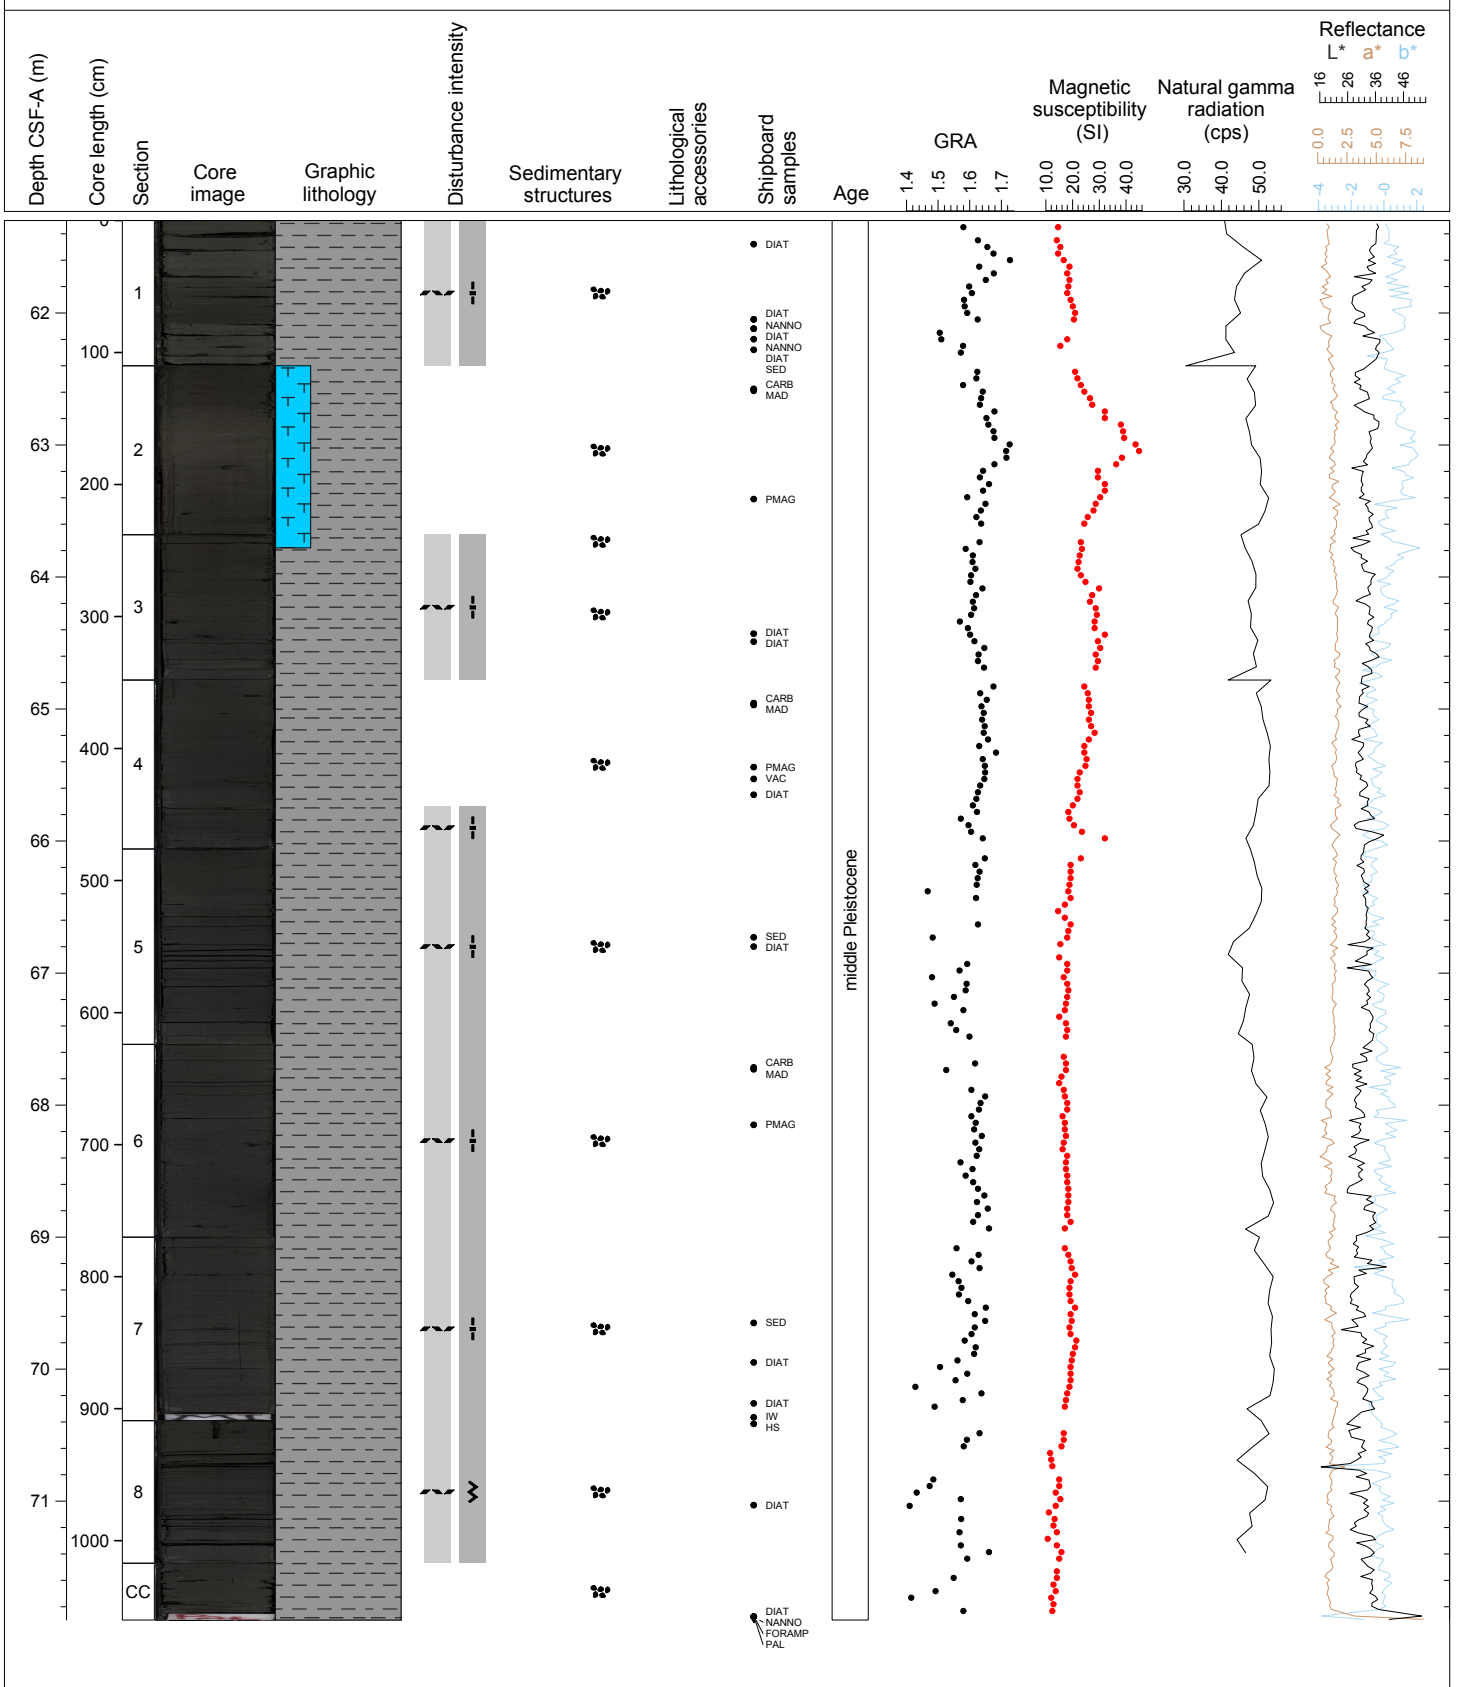 Depth CSF-A (m)
Core length (cm)
Section
Core
image
Graphic
lithology
Disturbance intensity
Sedimentary
structures
Lithological
accessories
Shipboard
samples
Age
GRA
1.4 1.5 1.6 1.7
Magnetic
susceptibility
(SI)
10.0 20.0 30.0 40.0
Natural gamma
radiation
(cps)
30.0 40.0 50.0
Reflectance
L* a* b*
16 26 36 46
0.0 2.5 5.0 7.5
-4 -2 -0 2
0
DIAT
1
62
DIAT
NANNO
DIAT
NANNO
100
DIAT
SED
CARB
MAD
63
2
200
PMAG
64
3
300
DIAT
DIAT
65
CARB
MAD
400
4
PMAG
VAC
DIAT
66
500
middle Pleistocene
SED
5
DIAT
67
600
CARB
MAD
68
PMAG
6
700
69
800
7
SED
70
DIAT
900
DIAT
IW
HS
8
71
DIAT
1000
CC
DIAT
NANNO
FORAMP
PAL